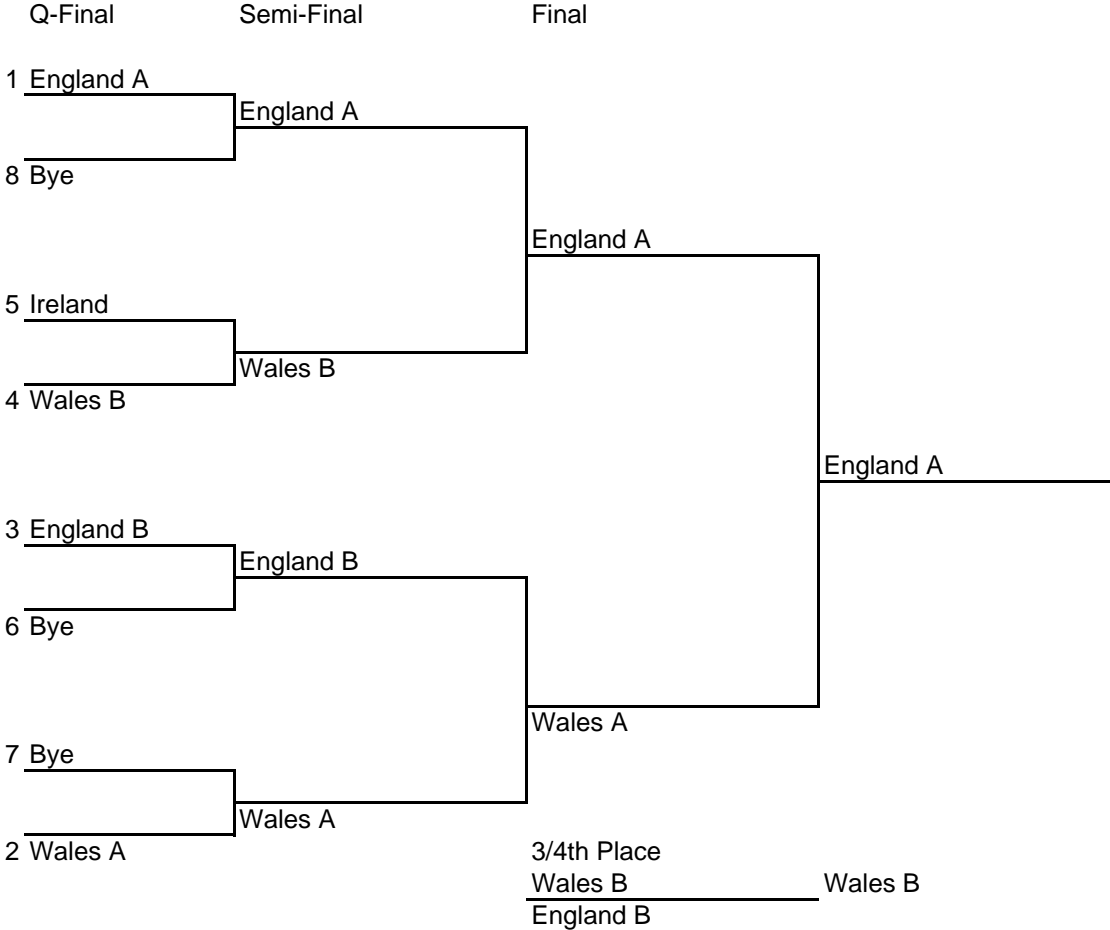 Q-Final Semi-Final Final
1 England A
England A
8 Bye
England A
5 Ireland
Wales B
4 Wales B
England A
3 England B
England B
6 Bye
Wales A
7 Bye
Wales A
2 Wales A 3/4th Place
Wales B Wales B
England B